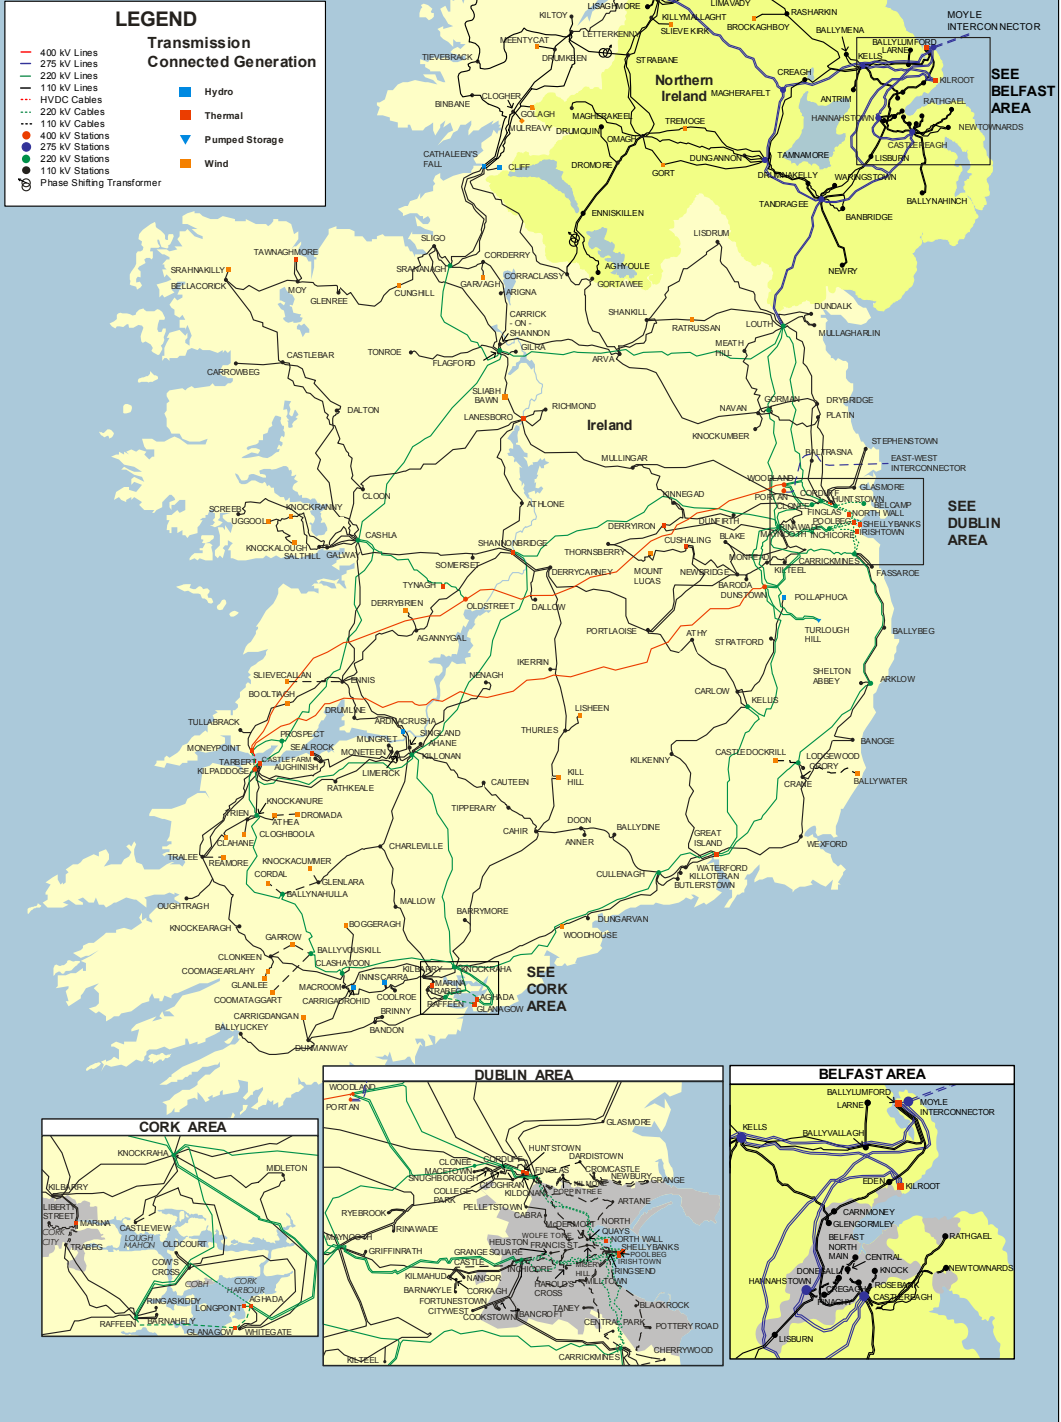 LEGEND
Transmission
Connected Generation
400 kV Lines
275 kV Lines
220 kV Lines
110 kV Lines
HVDC Cables
220 kV Cables
110 kV Cables
400 kV Stations
275 kV Stations
220 kV Stations
110 kV Stations
Phase Shifting Transformer
Hydro
Thermal
Pumped Storage
Wind
LISAGHMORE
LIMAVADY
KILTOY
KILLYMALLAGHT
RASHARKIN
BROCKAGHBOY
SLIEVE KIRK
LETTERKENNY
MEENTYCAT
DRUMKEEN
TIEVEBRACK
STRABANE
BALLYMENA
MOYLE
INTERCONNECTOR
BALLYLUMFORD
LARNE
KELLS
CREAGH
KILROOT
SEE
BELFAST
AREA
Northern
Ireland
MAGHERAFELT
ANTRIM
RATHGAEL
BINBANE
CLOGHER
GOLAGH
MULREAVY
MAGHERAKEEL
DRUMQUIN
TREMOGE
OMAGH
HANNAHSTOWN
NEWTOWNARDS
CASTLEREAGH
LISBURN
CATHALEEN'S
FALL
CLIFF
DROMORE
DUNGANNON
GORT
TAMNAMORE
DRUMNAKELLY
WARINGSTOWN
TANDRAGEE
BANBRIDGE
BALLYNAHINCH
ENNISKILLEN
LISDRUM
NEWRY
AGHYOULE
SLIGO
SRANANAGH
CORDERRY
CORRACLASSY
GARVAGH
ARIGNA
GORTAWEE
CUNGHILL
TAWNAGHMORE
SRAHNAKILLY
BELLACORICK
MOY
GLENREE
CARRICK
- ON -
SHANNON
GILRA
FLAGFORD
TONROE
ARVA
SHANKILL
RATRUSSAN
LOUTH
DUNDALK
MULLAGHARLIN
MEATH
HILL
CASTLEBAR
CARROWBEG
DALTON
SLIABH
BAWN
LANESBORO
RICHMOND
Ireland
GORMAN
NAVAN
DRYBRIDGE
PLATIN
KNOCKUMBER
STEPHENSTOWN
BALTRASNA
EAST-WEST
INTERCONNECTOR
MULLINGAR
WOODLAND
PORTAN
CORDUFF
GLASMORE
HUNTSTOWN
CLONEE
BELCAMP
FINGLAS
NORTH WALL
POOLBEG
SHELLYBANKS
IRISHTOWN
RINAWADE
MAYNOOTH
INCHICORE
CARRICKMINES
SEE
DUBLIN
AREA
CLOON
ATHLONE
KINNEGAD
DERRYIRON
DUNFIRTH
BLAKE
CUSHALING
SCREEB
KNOCKRANNY
UGGOOL
KNOCKALOUGH
SALTHILL
GALWAY
CASHLA
SHANNONBRIDGE
SOMERSET
THORNSBERRY
MOUNT
LUCAS
NEWBRIDGE
MONREAD
KILTEEL
BARODA
DUNSTOWN
FASSAROE
DERRYCARNEY
TYNAGH
DERRYBRIEN
OLDSTREET
DALLOW
AGANNYGAL
POLLAPHUCA
TURLOUGH
HILL
BALLYBEG
PORTLAOISE
ATHY
STRATFORD
IKERRIN
NENAGH
SLIEVECALLAN
BOOLTIAGH
ENNIS
SHELTON
ABBEY
ARKLOW
CARLOW
KELLIS
LISHEEN
THURLES
TULLABRACK
DRUMLINE
ARDNACRUSHA
SINGLAND
AHANE
MUNGRET
MONETEEN
KILLONAN
LIMERICK
MONEYPOINT
PROSPECT
SEALROCK
TARBERT
CASTLEFARM
KILPADDOGE
AUGHINISH
RATHKEALE
KILKENNY
CASTLEDOCKRILL
BANOGE
LODGEWOOD
GLORY
CRANE
BALLYWATER
KILL
HILL
CAUTEEN
TIPPERARY
CAHIR
DOON
ANNER
BALLYDINE
KNOCKANURE
TRIEN
ATHEA
DROMADA
CLOGHBOOLA
CLAHANE
TRALEE
REAMORE
KNOCKACUMMER
CORDAL
GLENLARA
BALLYNAHULLA
CHARLEVILLE
MALLOW
GREAT
ISLAND
WEXFORD
WATERFORD
KILLOTERAN
BUTLERSTOWN
CULLENAGH
OUGHTRAGH
KNOCKEARAGH
BOGGERAGH
BARRYMORE
DUNGARVAN
WOODHOUSE
GARROW
CLONKEEN
BALLYVOUSKILL
CLASHAVOON
COOMAGEARLAHY
GLANLEE
COOMATAGGART
MACROOM
INNISCARRA
CARRIGADROHID
COOLROE
KILBARRY
KNOCKRAHA
MARINA
TRABEG
RAFFEEN
AGHADA
GLANAGOW
SEE
CORK
AREA
CARRIGDANGAN
BRINNY
BANDON
BALLYLICKEY
DUNMANWAY
CORK AREA
KNOCKRAHA
MIDLETON
KILBARRY
LIBERTY
STREET
MARINA
CORK
CITY
TRABEG
CASTLEVIEW
LOUGH
MAHON
OLDCOURT
COW'S
CROSS
COBH
CORK
HARBOUR
AGHADA
RINGASKIDDY
LONGPOINT
BARNAHELY
RAFFEEN
GLANAGOW
WHITEGATE
DUBLIN AREA
WOODLAND
PORTAN
GLASMORE
HUNTSTOWN
CLONEE
CORDUFF
DARDISTOWN
MACETOWN
FINGLAS
CROMCASTLE
SNUGHBOROUGH
NEWBURY
CLOGHRAN
KILMORE
GRANGE
COLLEGE
PARK
KILDONAN
POPPINTREE
PELLETSTOWN
ARTANE
CABRA
RYEBROOK
McDERMOTT
NORTH
QUAYS
RINAWADE
WOLFE TONE
NORTH WALL
MAYNOOTH
HEUSTON
FRANCIS ST
SHELLYBANKS
GRIFFINRATH
GRANGE
SQUARE
POOLBEG
IRISHTOWN
CASTLE
INCHICORE
MISERY
HILL
RINGSEND
KILMAHUD
NANGOR
HAROLD'S
CROSS
MILLTOWN
BARNAKYLE
CORKAGH
FORTUNESTOWN
CITYWEST
COOKSTOWN
BANCROFT
TANEY
BLACKROCK
CENTRAL PARK
POTTERY ROAD
KILTEEL
CARRICKMINES
CHERRYWOOD
BELFAST AREA
BALLYLUMFORD
LARNE
MOYLE
INTERCONNECTOR
KELLS
BALLYVALLAGH
EDEN
KILROOT
CARNMONEY
GLENGORMLEY
BELFAST
NORTH
MAIN
CENTRAL
RATHGAEL
DONEGALL
KNOCK
NEWTOWNARDS
HANNAHSTOWN
CREGAGH
ROSEBANK
FINAGHY
CASTLEREAGH
LISBURN